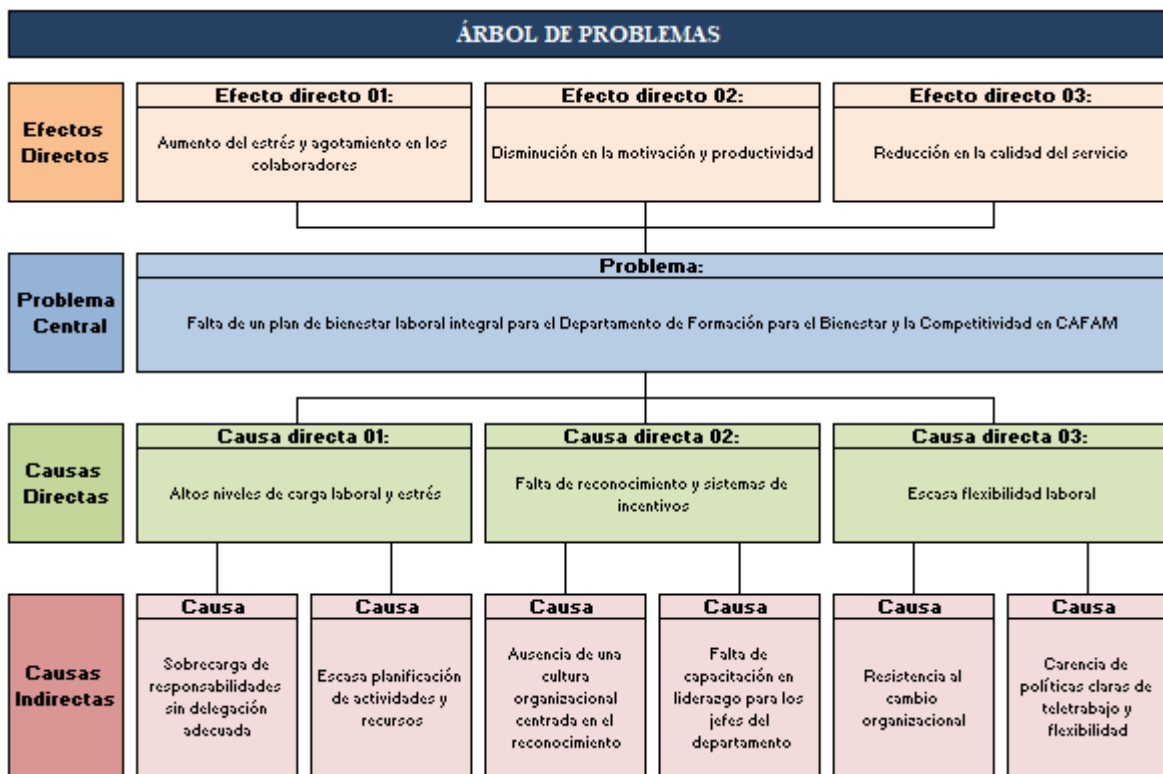 ÁRBOL DE PROBLEMAS
Efectos
Directos
Efecto directo 01:
Aumento del estrés y agotamiento en los
colaboradores
Efecto directo 02:
Disminución en la motivación y productividad
Efecto directo 03:
Reducción en la calidad del servicio
Problema
Central
Problema:
Falta de un plan de bienestar laboral integral para el Departamento de Formación para el Bienestar y la Competitividad en CAFAM
Causas
Directas
Causa directa 01:
Altos niveles de carga laboral y estrés
Causa directa 02:
Falta de reconocimiento y sistemas de
incentivos
Causa directa 03:
Escasa flexibilidad laboral
Causas
Indirectas
Causa
Sobrecarga de
responsabilidades
sin delegación
adecuada
Causa
Escasa planificación
de actividades y
recursos
Causa
Ausencia de una
cultura
organizacional
centrada en el
reconocimiento
Causa
Falta de
capacitación en
liderazgo para los
jefes del
departamento
Causa
Resistencia al
cambio
organizacional
Causa
Carencia de
políticas claras de
teletrabajo y
flexibilidad